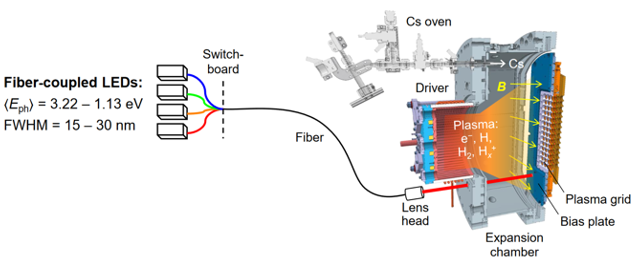 Fiber-coupled LEDs:
⟨Eph⟩ = 3.22 – 1.13 eV
FWHM = 15 – 30 nm
Switch-
board
Fiber
Cs oven
Cs
Driver
B
Plasma:
e⁻, H,
H₂, Hₓ⁺
Lens
head
Plasma grid
Bias plate
Expansion
chamber